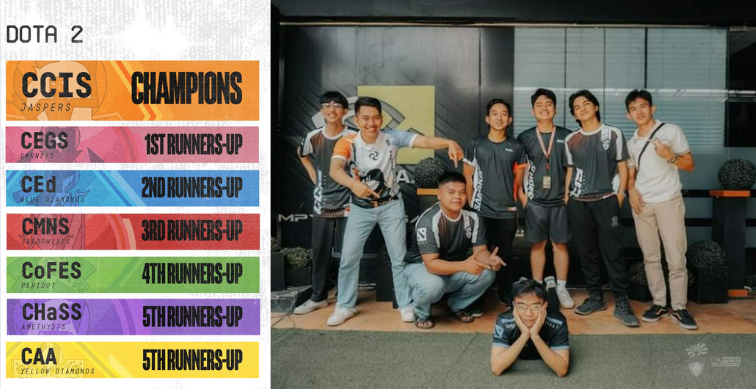 DOTA 2
CCIS
JASPERS
CHAMPIONS
CEGS
GARNETS
1ST RUNNERS-UP
CEd
BLUE DIAMONDS
2ND RUNNERS-UP
CMNS
SARDONYXES
3RD RUNNERS-UP
CoFES
PERIDOT
4TH RUNNERS-UP
CHaSS
AMETHYSTS
5TH RUNNERS-UP
CAA
YELLOW DIAMONDS
5TH RUNNERS-UP